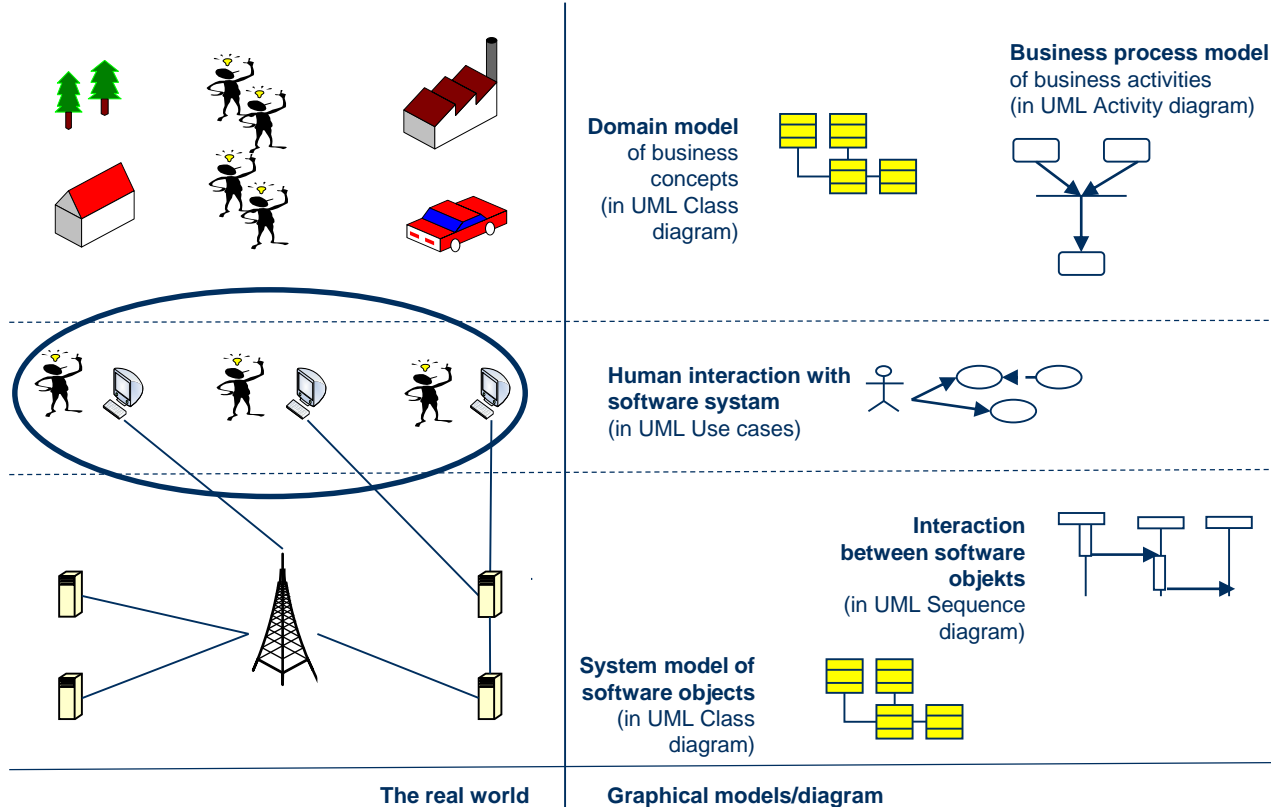 Business process model
of business activities
(in UML Activity diagram)
Domain model
of business
concepts
(in UML Class
diagram)
Human interaction with
software systam
(in UML Use cases)
Interaction
between software
objekts
(in UML Sequence
diagram)
System model of
software objects
(in UML Class
diagram)
The real world
Graphical models/diagram